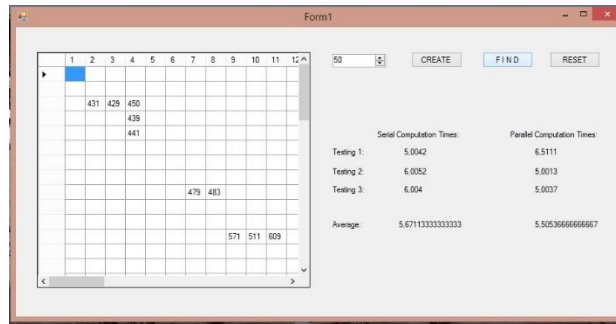 Form1
1 2 3 4 5 6 7 8 9 10 11 12
50 CREATE FIND RESET
431 429 450
439
441
479 483
571 511 609
Serial Computation Times: Parallel Computation Times:
Testing 1: 5.0042 6.5111
Testing 2: 6.0052 5.0013
Testing 3: 6.004 5.0037
Average: 5.67113333333333 5.50536666666667